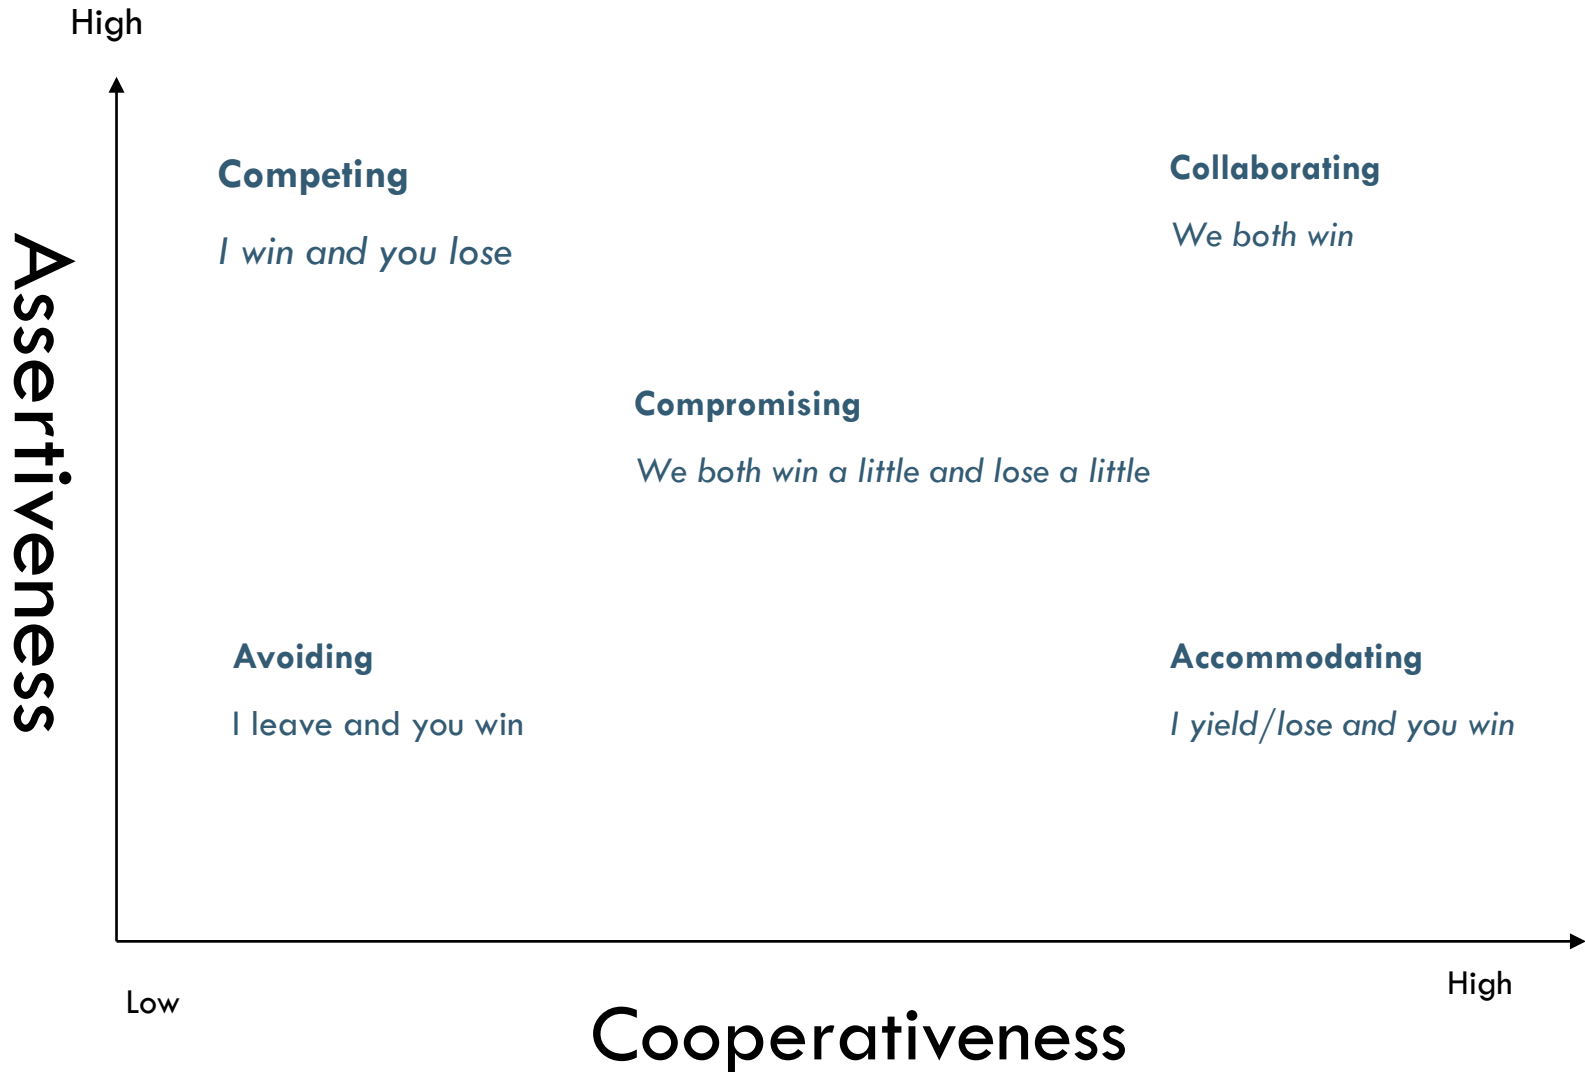 High
Competing
I win and you lose
Collaborating
We both win
Assertiveness
Compromising
We both win a little and lose a little
Avoiding
I leave and you win
Accommodating
I yield/lose and you win
Low
High
Cooperativeness